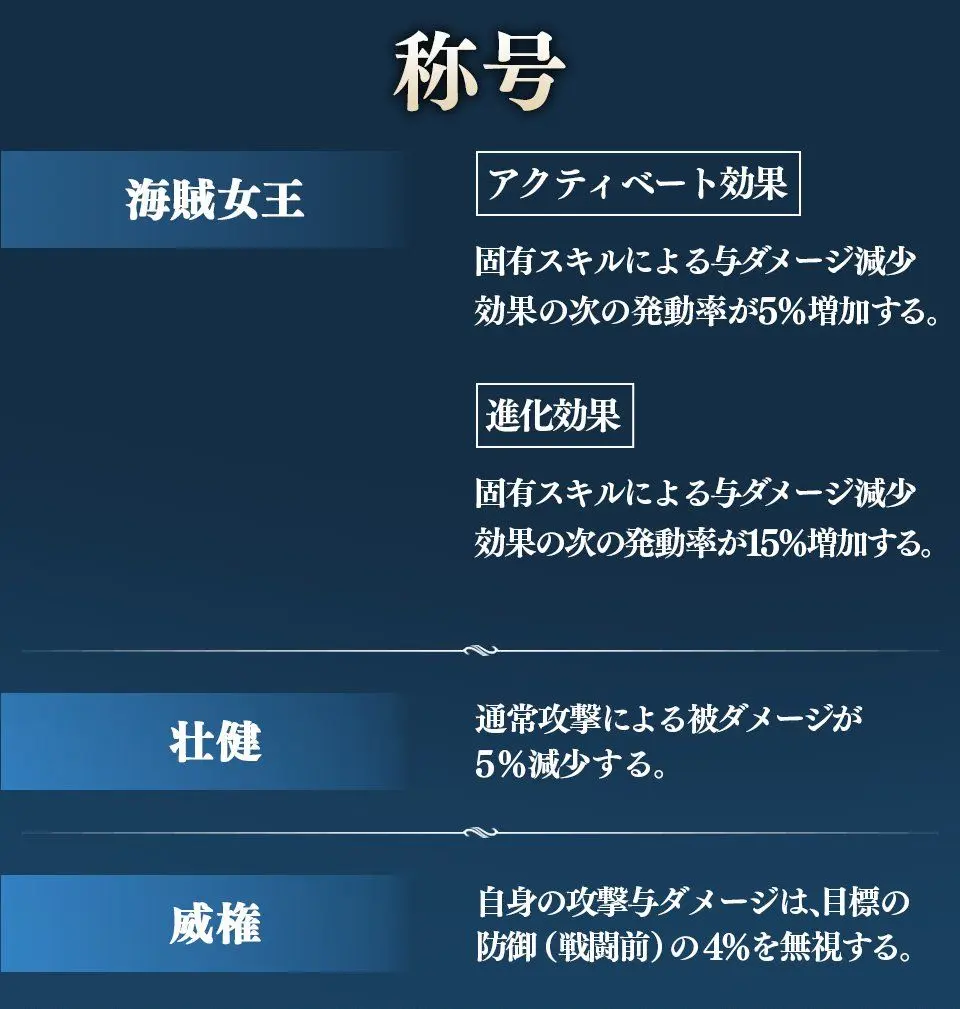 称号
海賊女王
アクティベート効果
固有スキルによる与ダメージ減少
効果の次の発動率が5%増加する。
進化効果
固有スキルによる与ダメージ減少
効果の次の発動率が15%増加する。
壮健
通常攻撃による被ダメージが
5%減少する。
威権
自身の攻撃与ダメージは、目標の
防御（戦闘前）の4%を無視する。